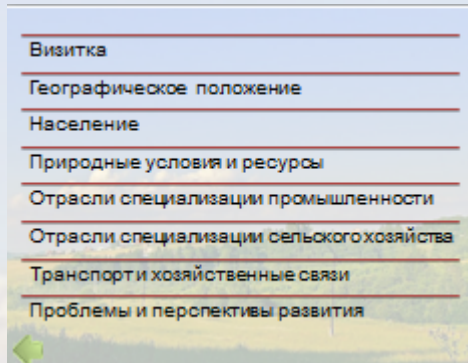 Визитка
Географическое положение
Население
Природные условия и ресурсы
Отрасли специализации промышленности
Отрасли специализации сельского хозяйства
Транспорт и хозяйственные связи
Проблемы и перспективы развития